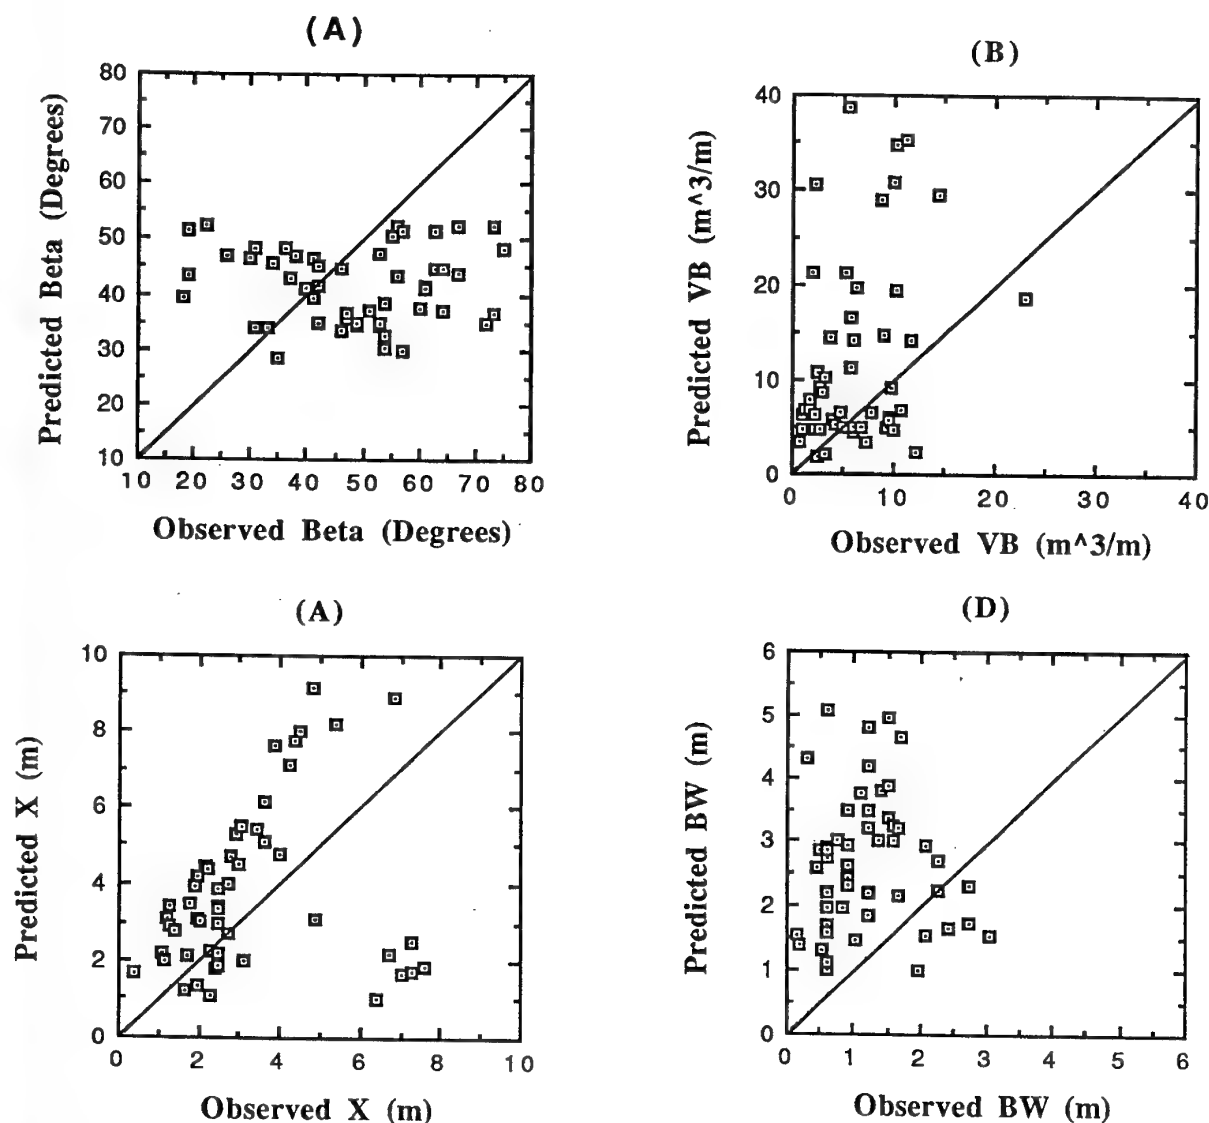 (A)
80
70
60
50
40
30
20
10
Predicted Beta (Degrees)
10 20 30 40 50 60 70 80
Observed Beta (Degrees)
(B)
40
30
20
10
0
Predicted VB (m^3/m)
0 10 20 30 40
Observed VB (m^3/m)
(A)
10
8
6
4
2
0
Predicted X (m)
0 2 4 6 8 10
Observed X (m)
(D)
6
5
4
3
2
1
0
Predicted BW (m)
0 1 2 3 4 5 6
Observed BW (m)